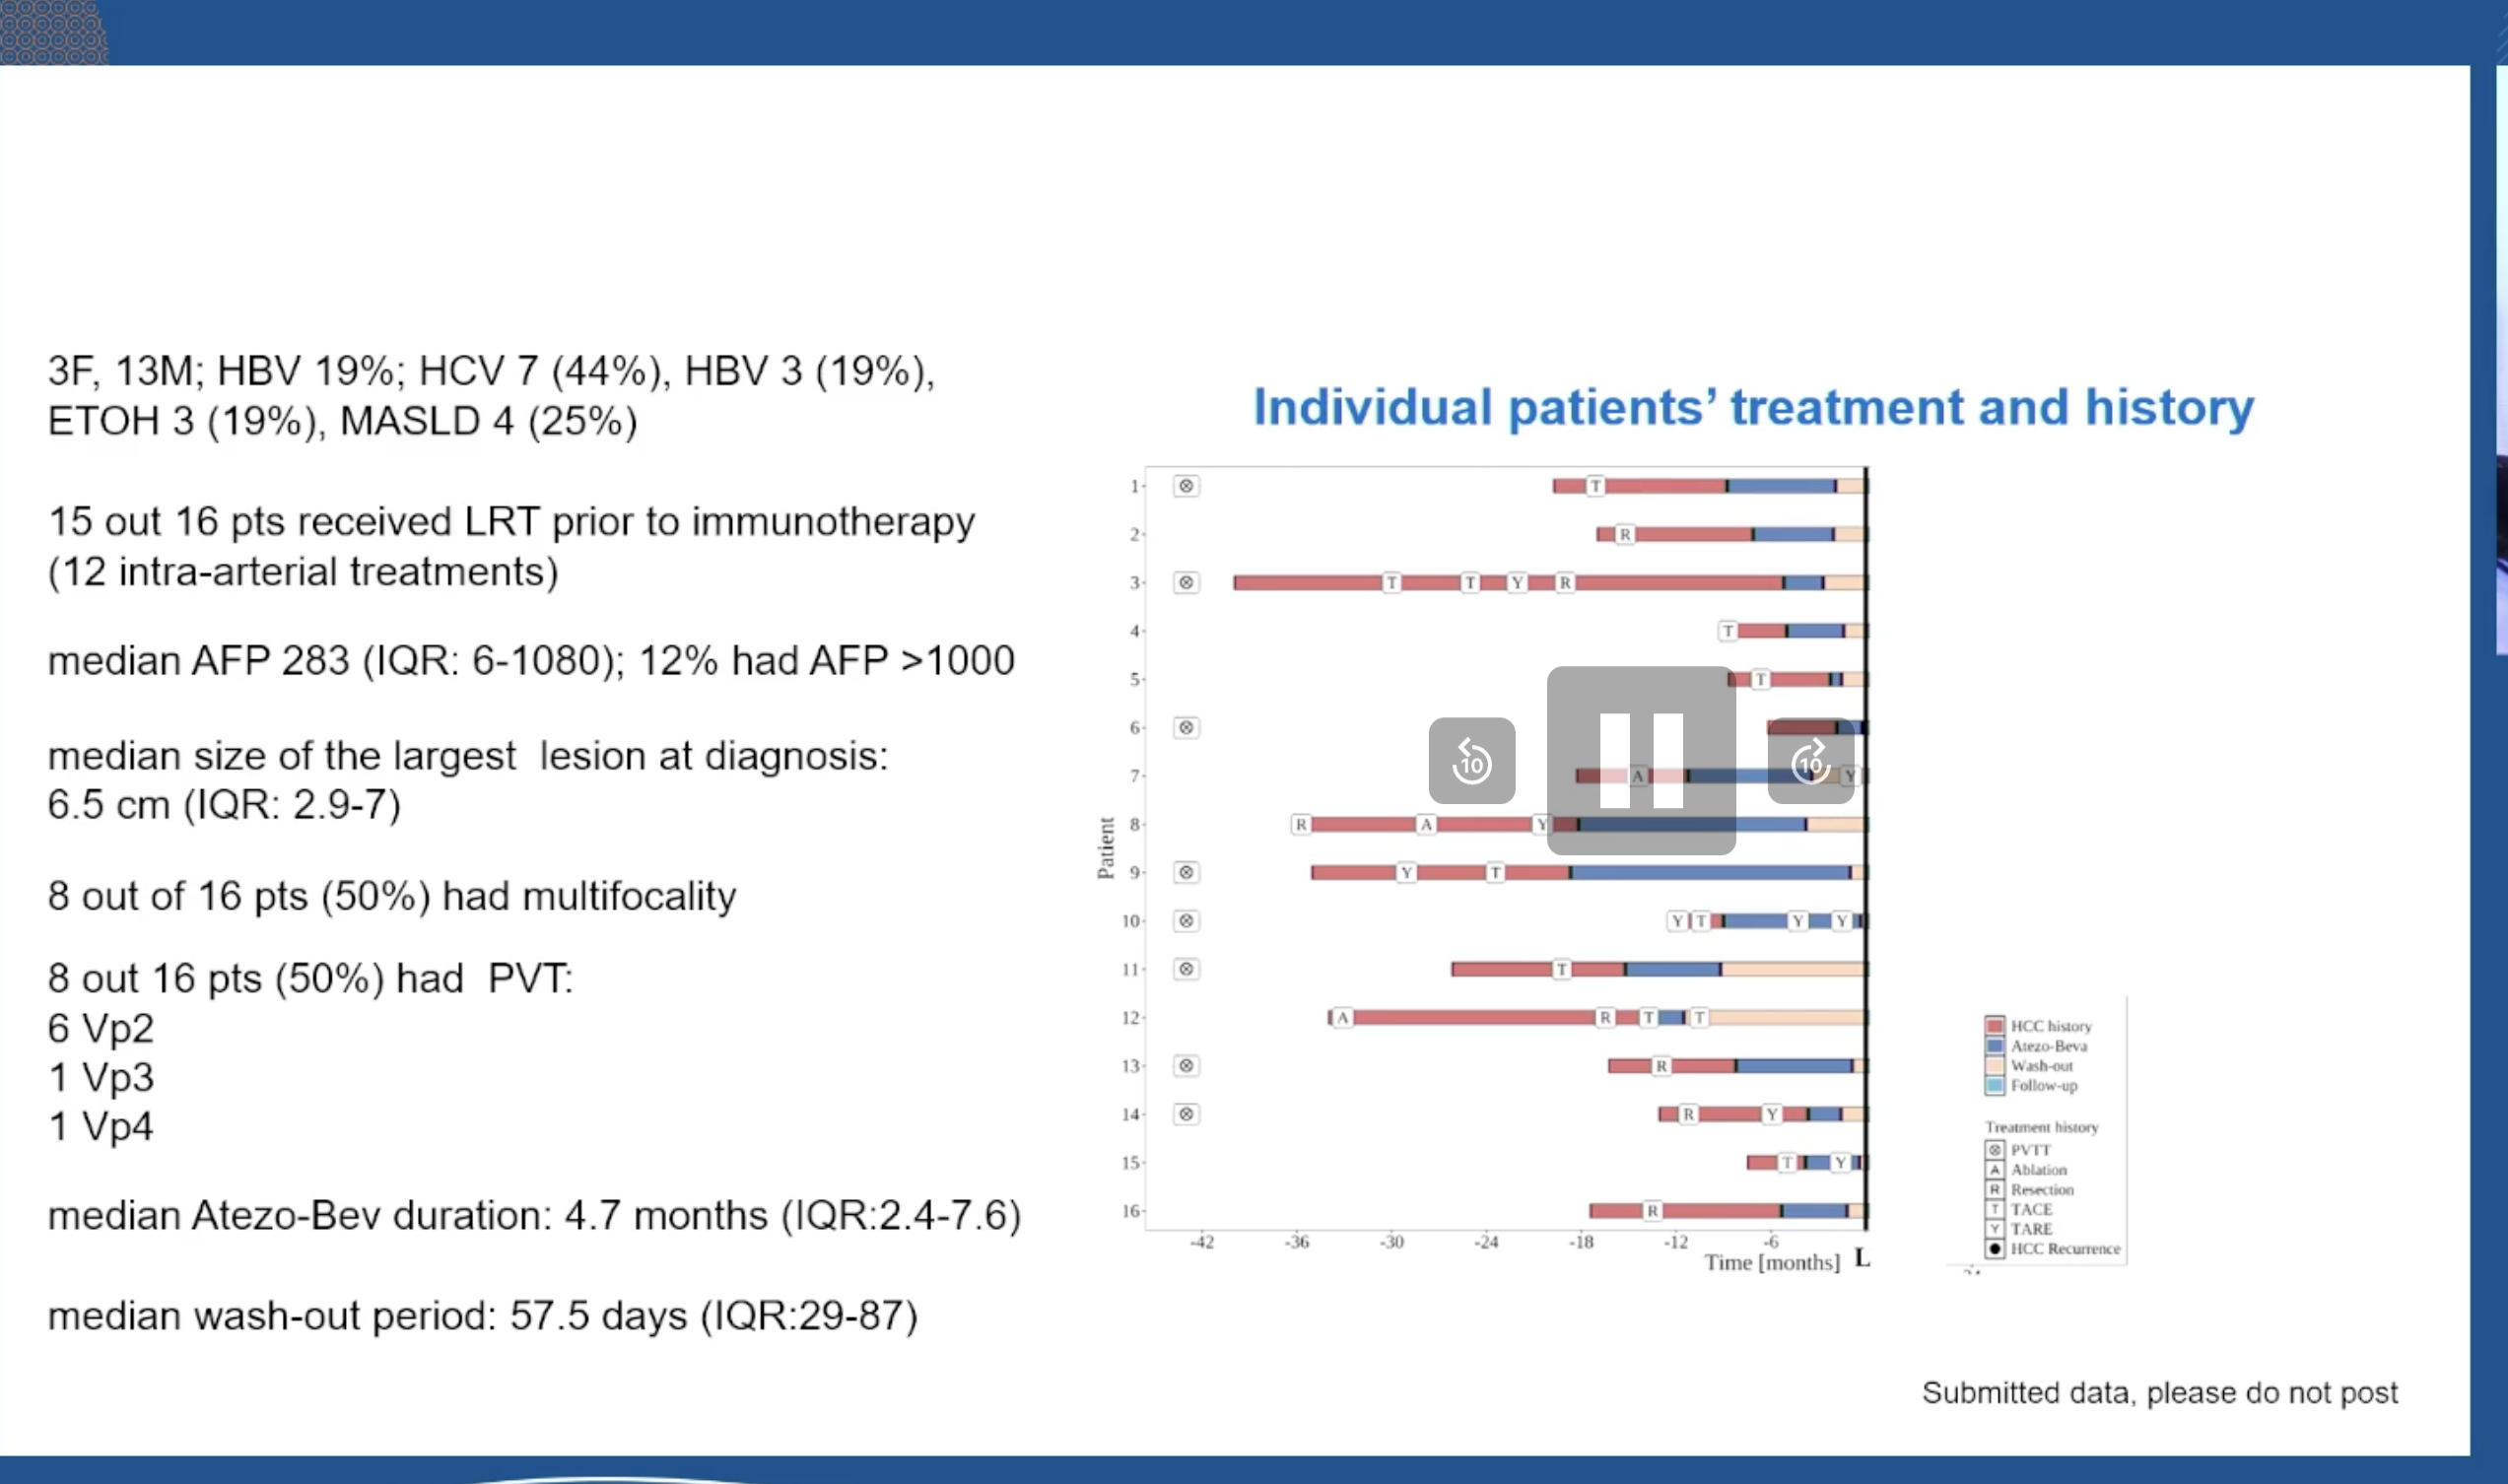 3F, 13M; HBV 19%; HCV 7 (44%), HBV 3 (19%),
ETOH 3 (19%), MASLD 4 (25%)
15 out 16 pts received LRT prior to immunotherapy
(12 intra-arterial treatments)
median AFP 283 (IQR: 6-1080); 12% had AFP >1000
median size of the largest lesion at diagnosis:
6.5 cm (IQR: 2.9-7)
8 out of 16 pts (50%) had multifocality
8 out 16 pts (50%) had PVT:
6 Vp2
1 Vp3
1 Vp4
median Atezo-Bev duration: 4.7 months (IQR:2.4-7.6)
median wash-out period: 57.5 days (IQR:29-87)
Individual patients’ treatment and history
Patient
1 ⊗ T
2 R
3 ⊗ T T Y R
4 T
5 T
6 ⊗
10 10
7 A Y
8 R A Y
9 ⊗ Y T
10 ⊗ Y T Y Y
11 ⊗ T
12 A R T T
13 ⊗ R
14 ⊗ R Y
15 T Y
16 R
-42 -36 -30 -24 -18 -12 -6
Time [months] L
HCC history
Atezo-Beva
Wash-out
Follow-up
Treatment history
⊗ PVTT
A Ablation
R Resection
T TACE
Y TARE
● HCC Recurrence
Submitted data, please do not post